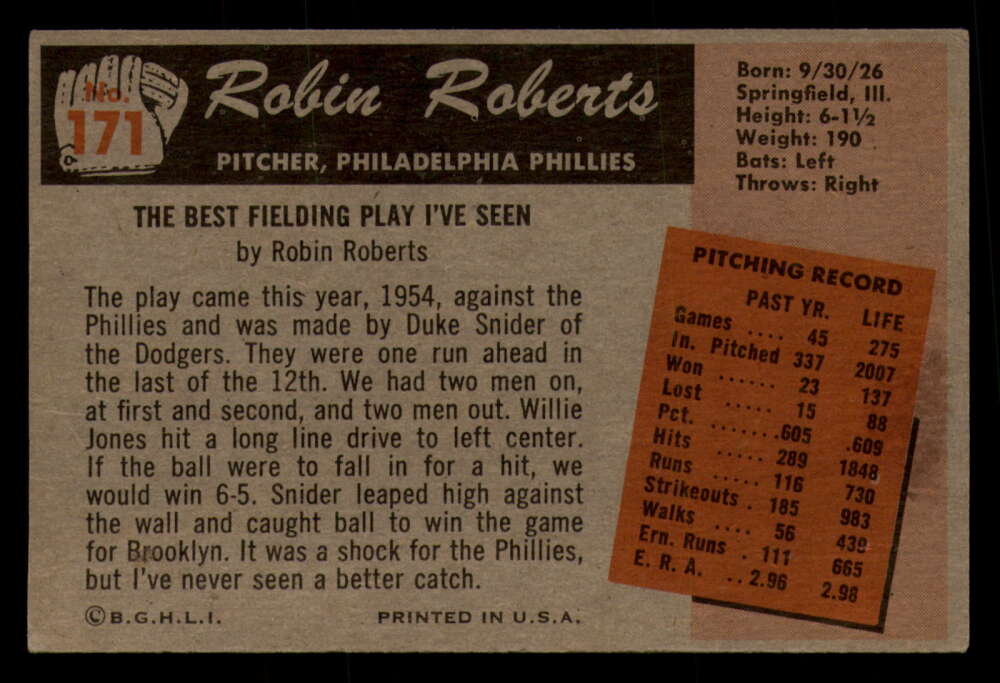 No.
171
Robin Roberts
PITCHER, PHILADELPHIA PHILLIES
Born: 9/30/26
Springfield, Ill.
Height: 6-1½
Weight: 190
Bats: Left
Throws: Right
THE BEST FIELDING PLAY I'VE SEEN
by Robin Roberts
The play came this year, 1954, against the
Phillies and was made by Duke Snider of
the Dodgers. They were one run ahead in
the last of the 12th. We had two men on,
at first and second, and two men out. Willie
Jones hit a long line drive to left center.
If the ball were to fall in for a hit, we
would win 6-5. Snider leaped high against
the wall and caught ball to win the game
for Brooklyn. It was a shock for the Phillies,
but I've never seen a better catch.
PITCHING RECORD
PAST YR. LIFE
Games .... 45 275
In. Pitched 337 2007
Won ...... 23 137
Lost ..... 15 88
Pct. .......605 .609
Hits ..... 289 1848
Runs ..... 116 730
Strikeouts . 185 983
Walks .... 56 439
Ern. Runs . 111 665
E. R. A. .. 2.96 2.98
©B.G.H.L.I. PRINTED IN U.S.A.